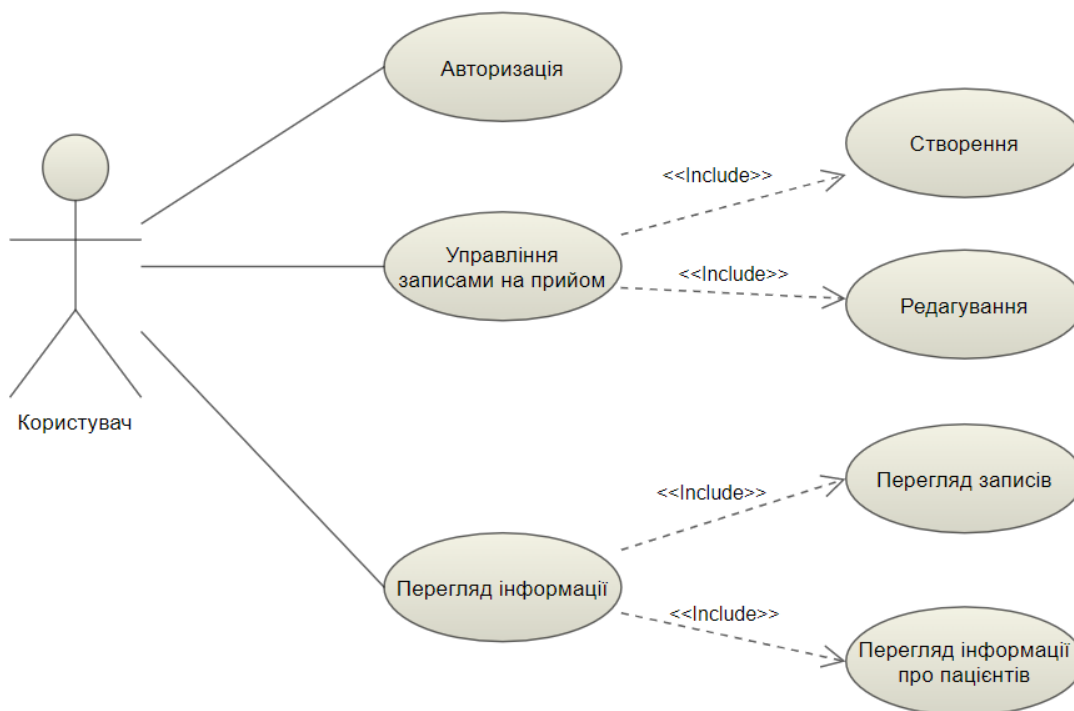 Авторизація
Створення
<<Include>>
Управління
записами на прийом
<<Include>>
Редагування
Користувач
Перегляд записів
<<Include>>
Перегляд інформації
<<Include>>
Перегляд інформації
про пацієнтів